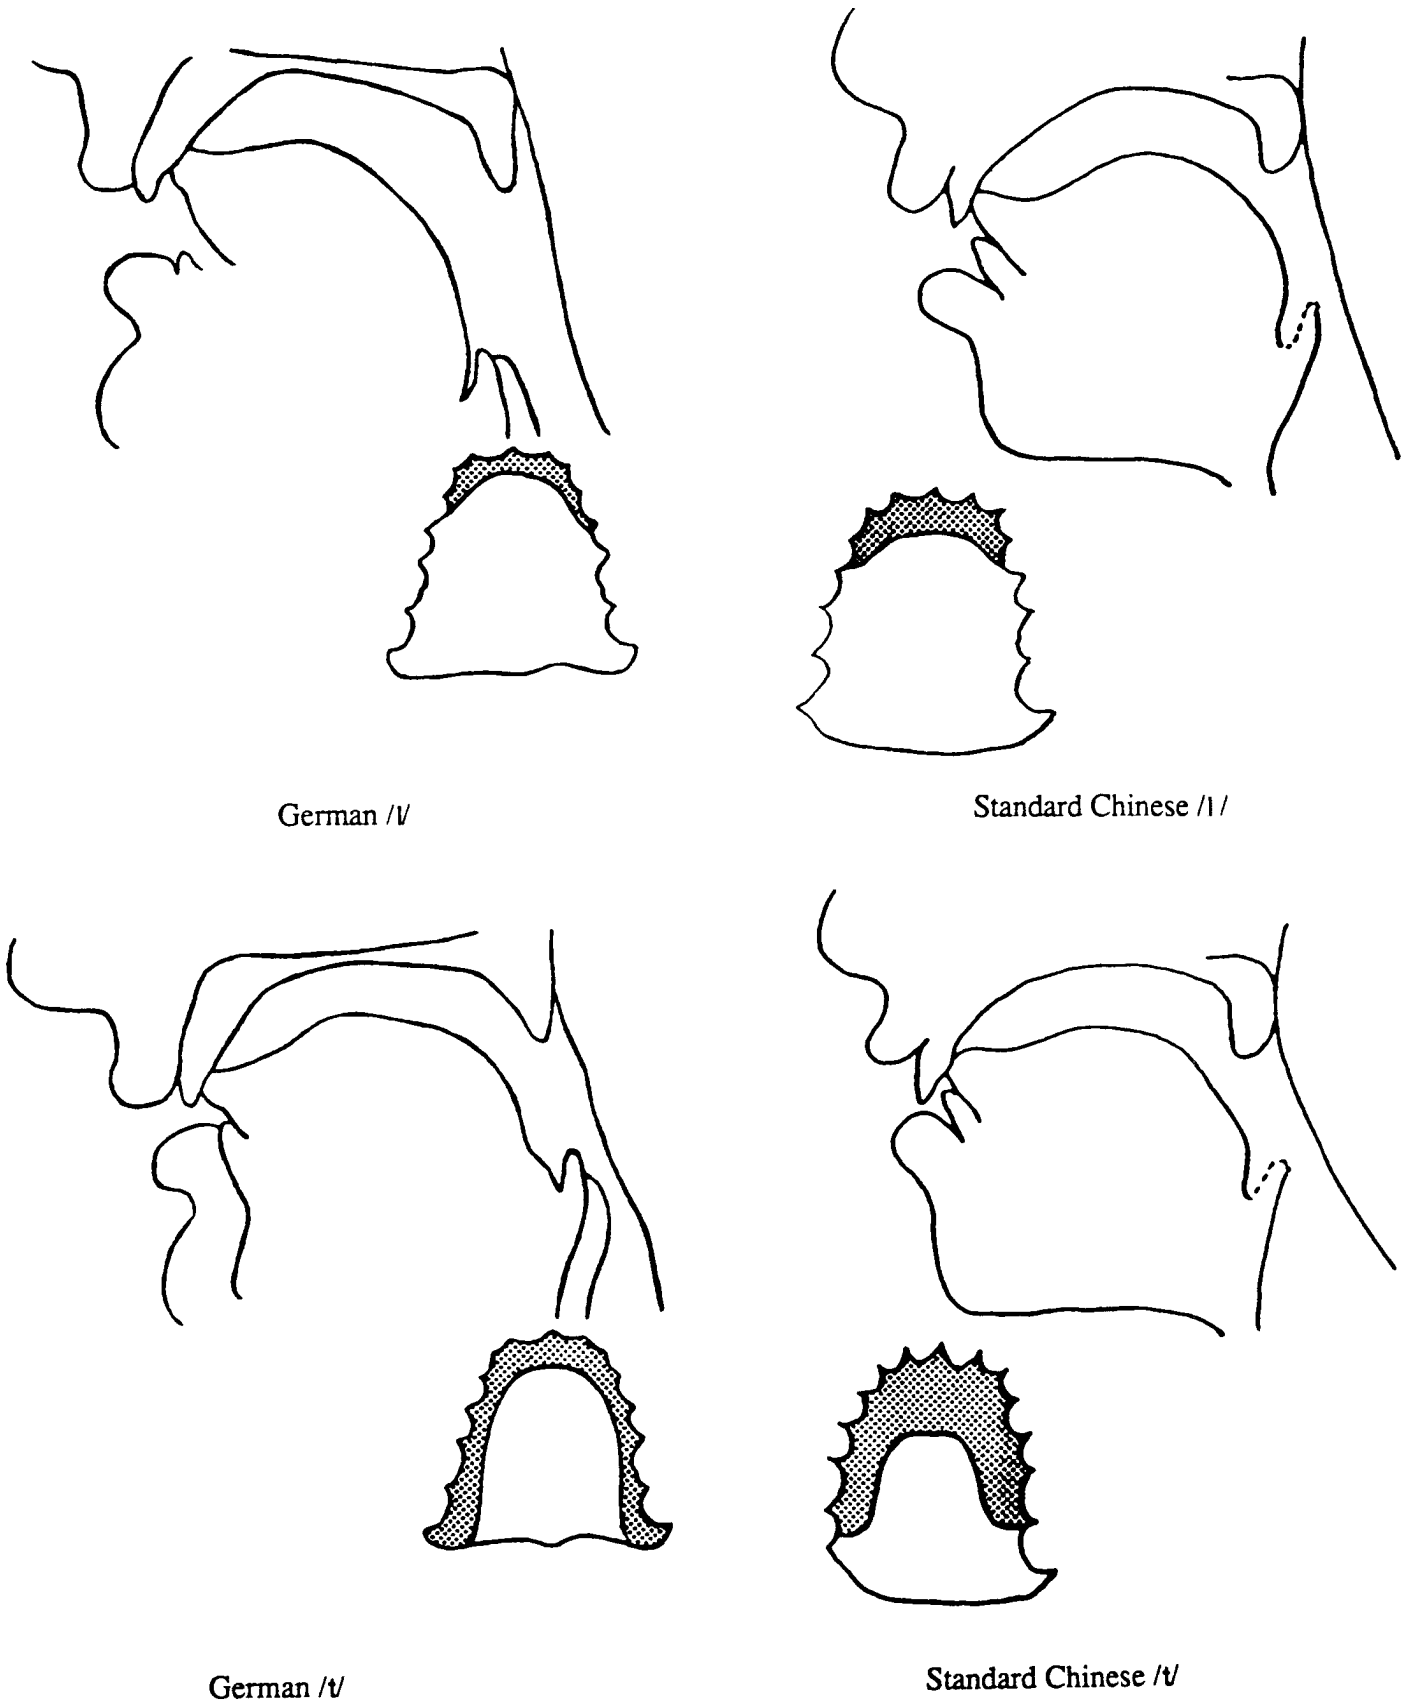 German /l/
Standard Chinese /l/
German /t/
Standard Chinese /t/